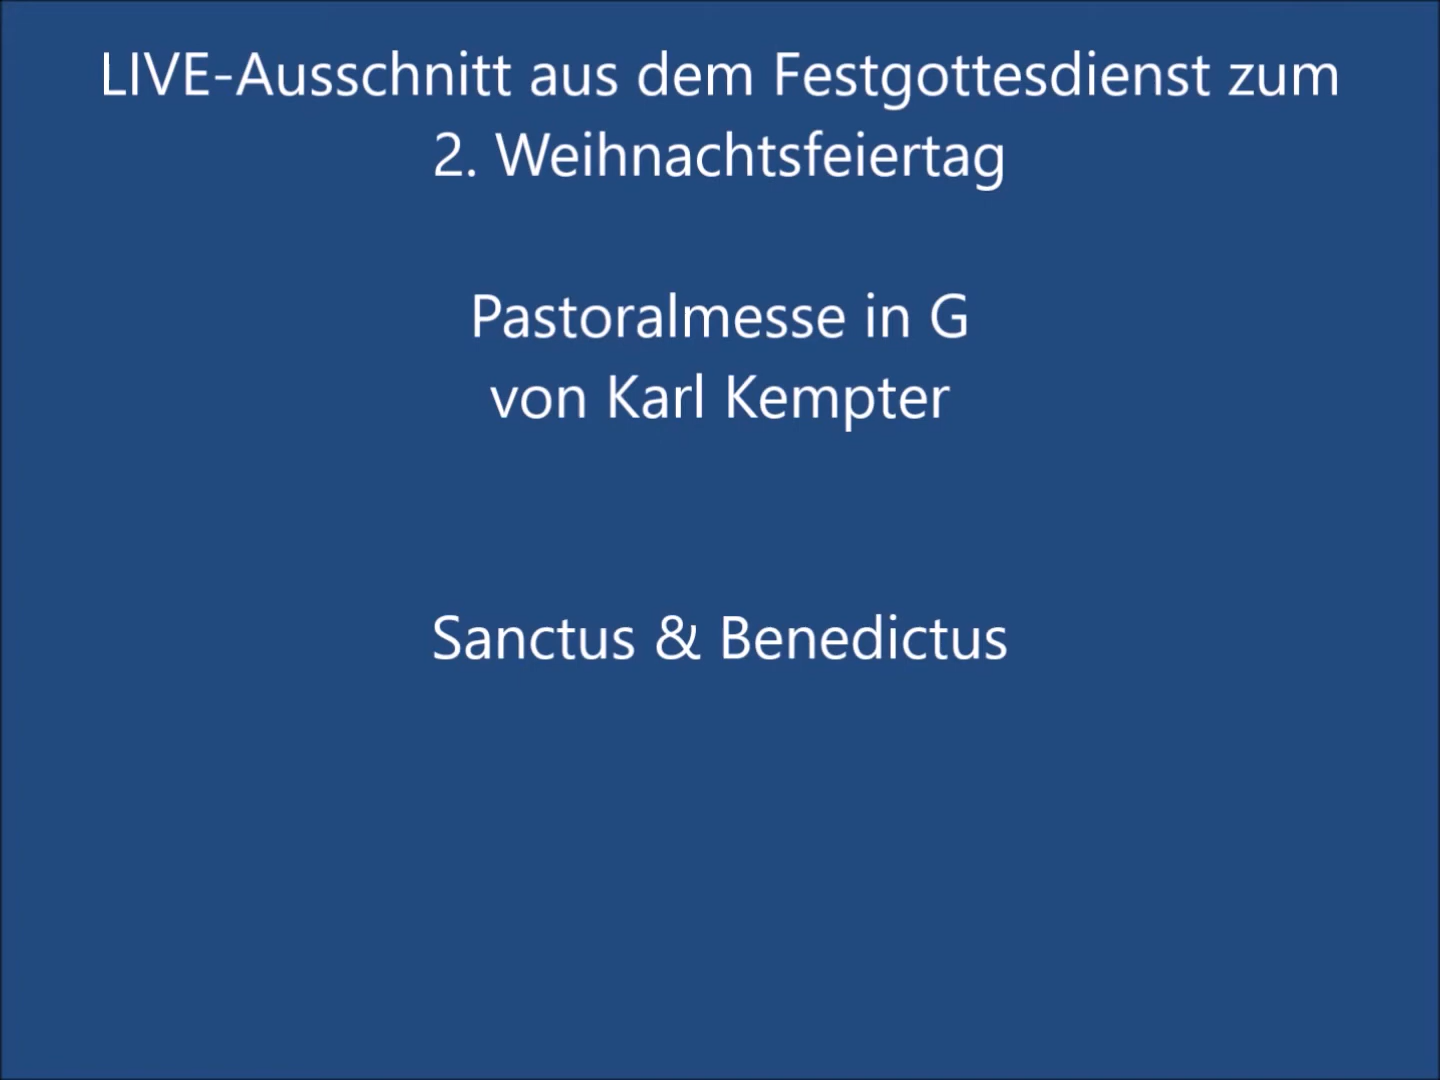 LIVE-Ausschnitt aus dem Festgottesdienst zum
2. Weihnachtsfeiertag
Pastoralmesse in G
von Karl Kempter
Sanctus & Benedictus